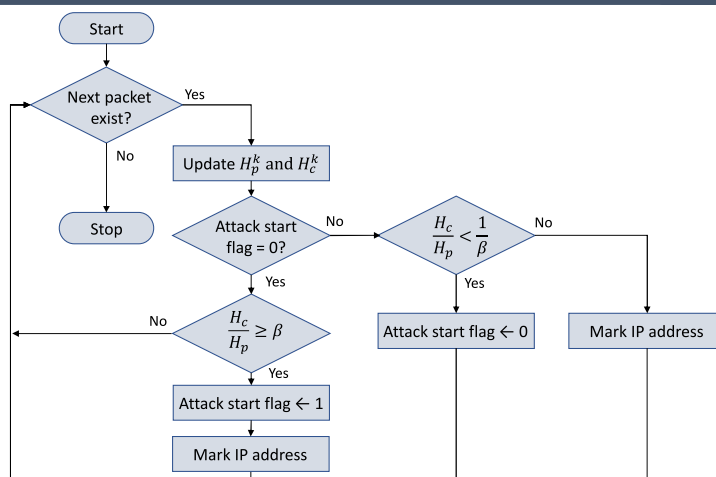 Start
Next packet
exist?
Yes
No
Stop
Update H_p^k and H_c^k
Attack start
flag = 0?
No
Yes
H_c/H_p < 1/β
No
Yes
H_c/H_p ≥ β
No
Yes
Attack start flag ← 0
Mark IP address
Attack start flag ← 1
Mark IP address